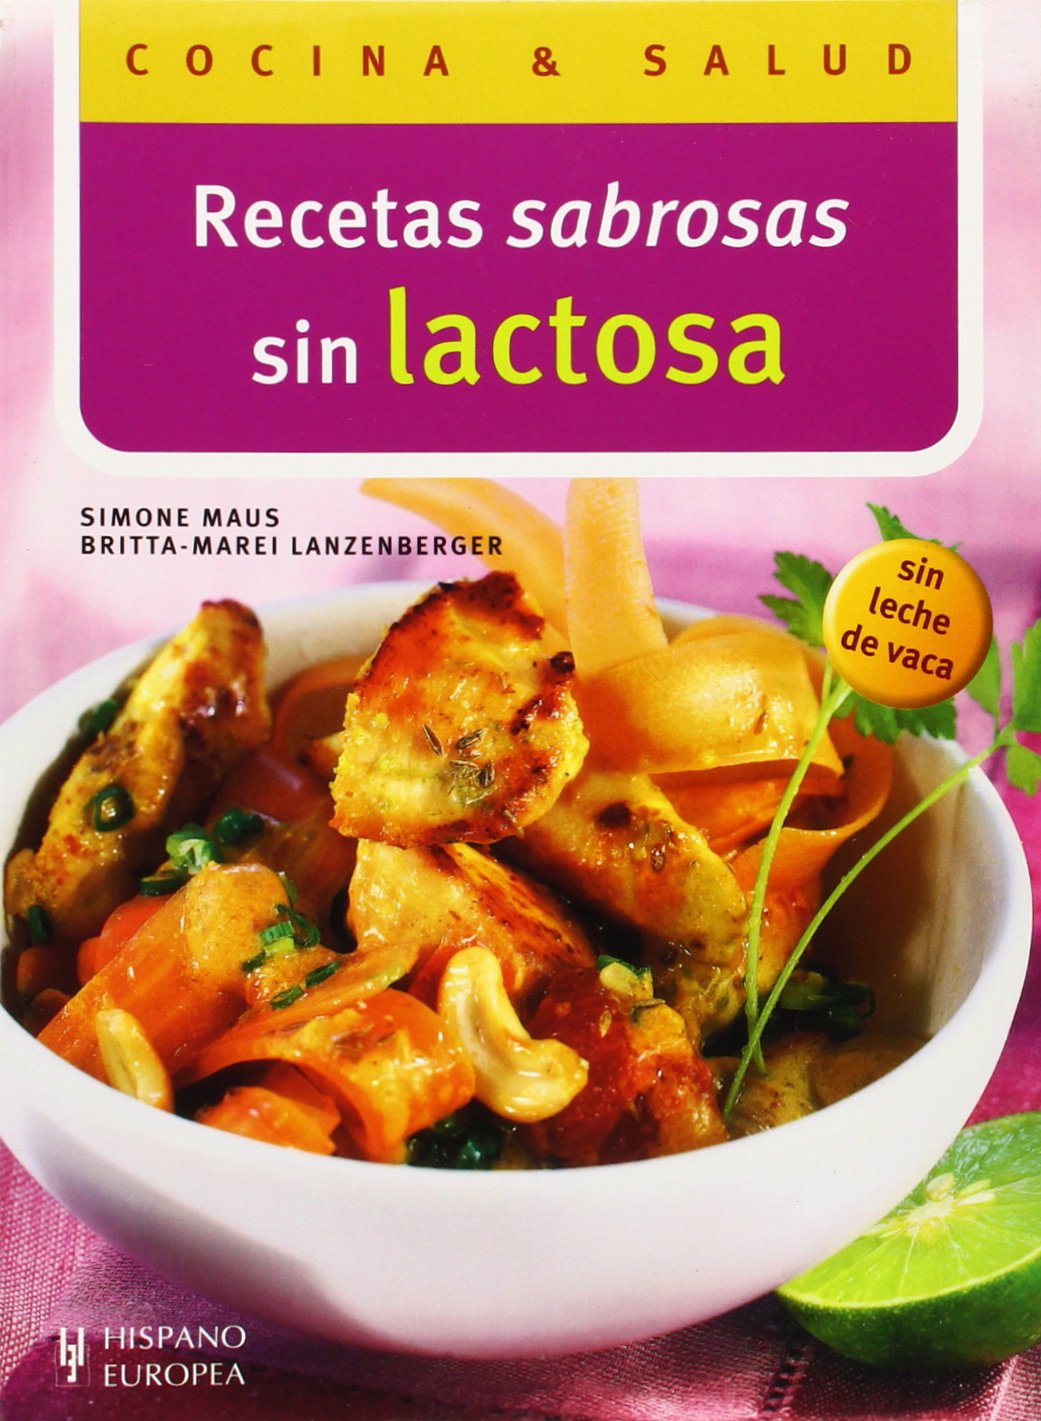 COCINA & SALUD
Recetas sabrosas
sin lactosa
SIMONE MAUS
BRITTA-MAREI LANZENBERGER
sin
leche
de vaca
HISPANO
EUROPEA